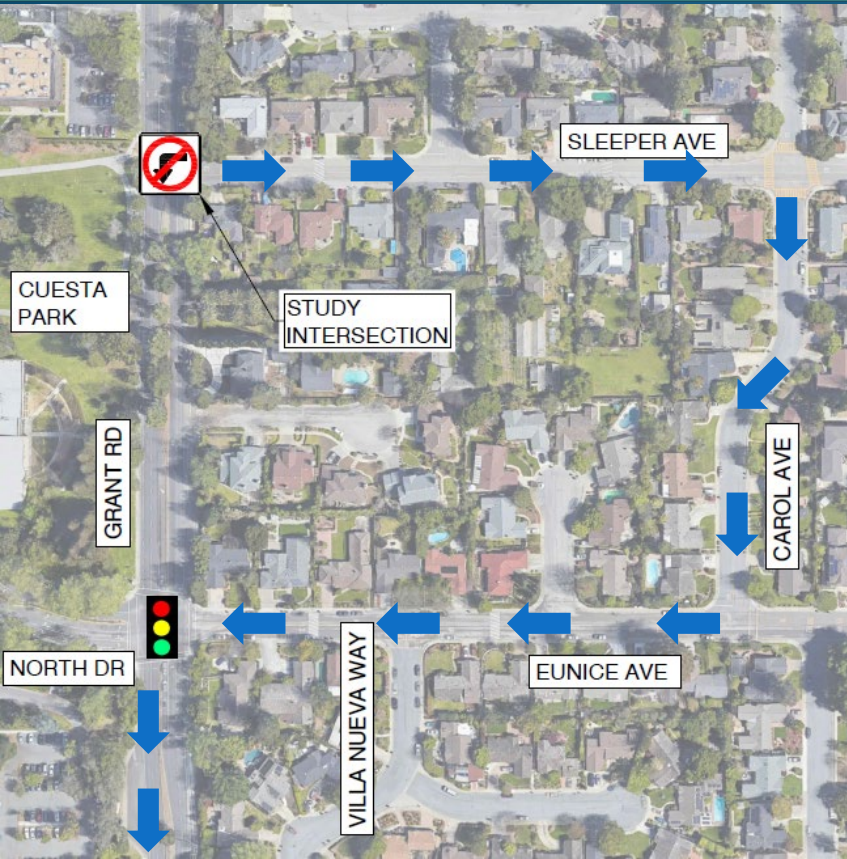 SLEEPER AVE
CUESTA
PARK
STUDY
INTERSECTION
GRANT RD
CAROL AVE
NORTH DR
VILLA NUEVA WAY
EUNICE AVE